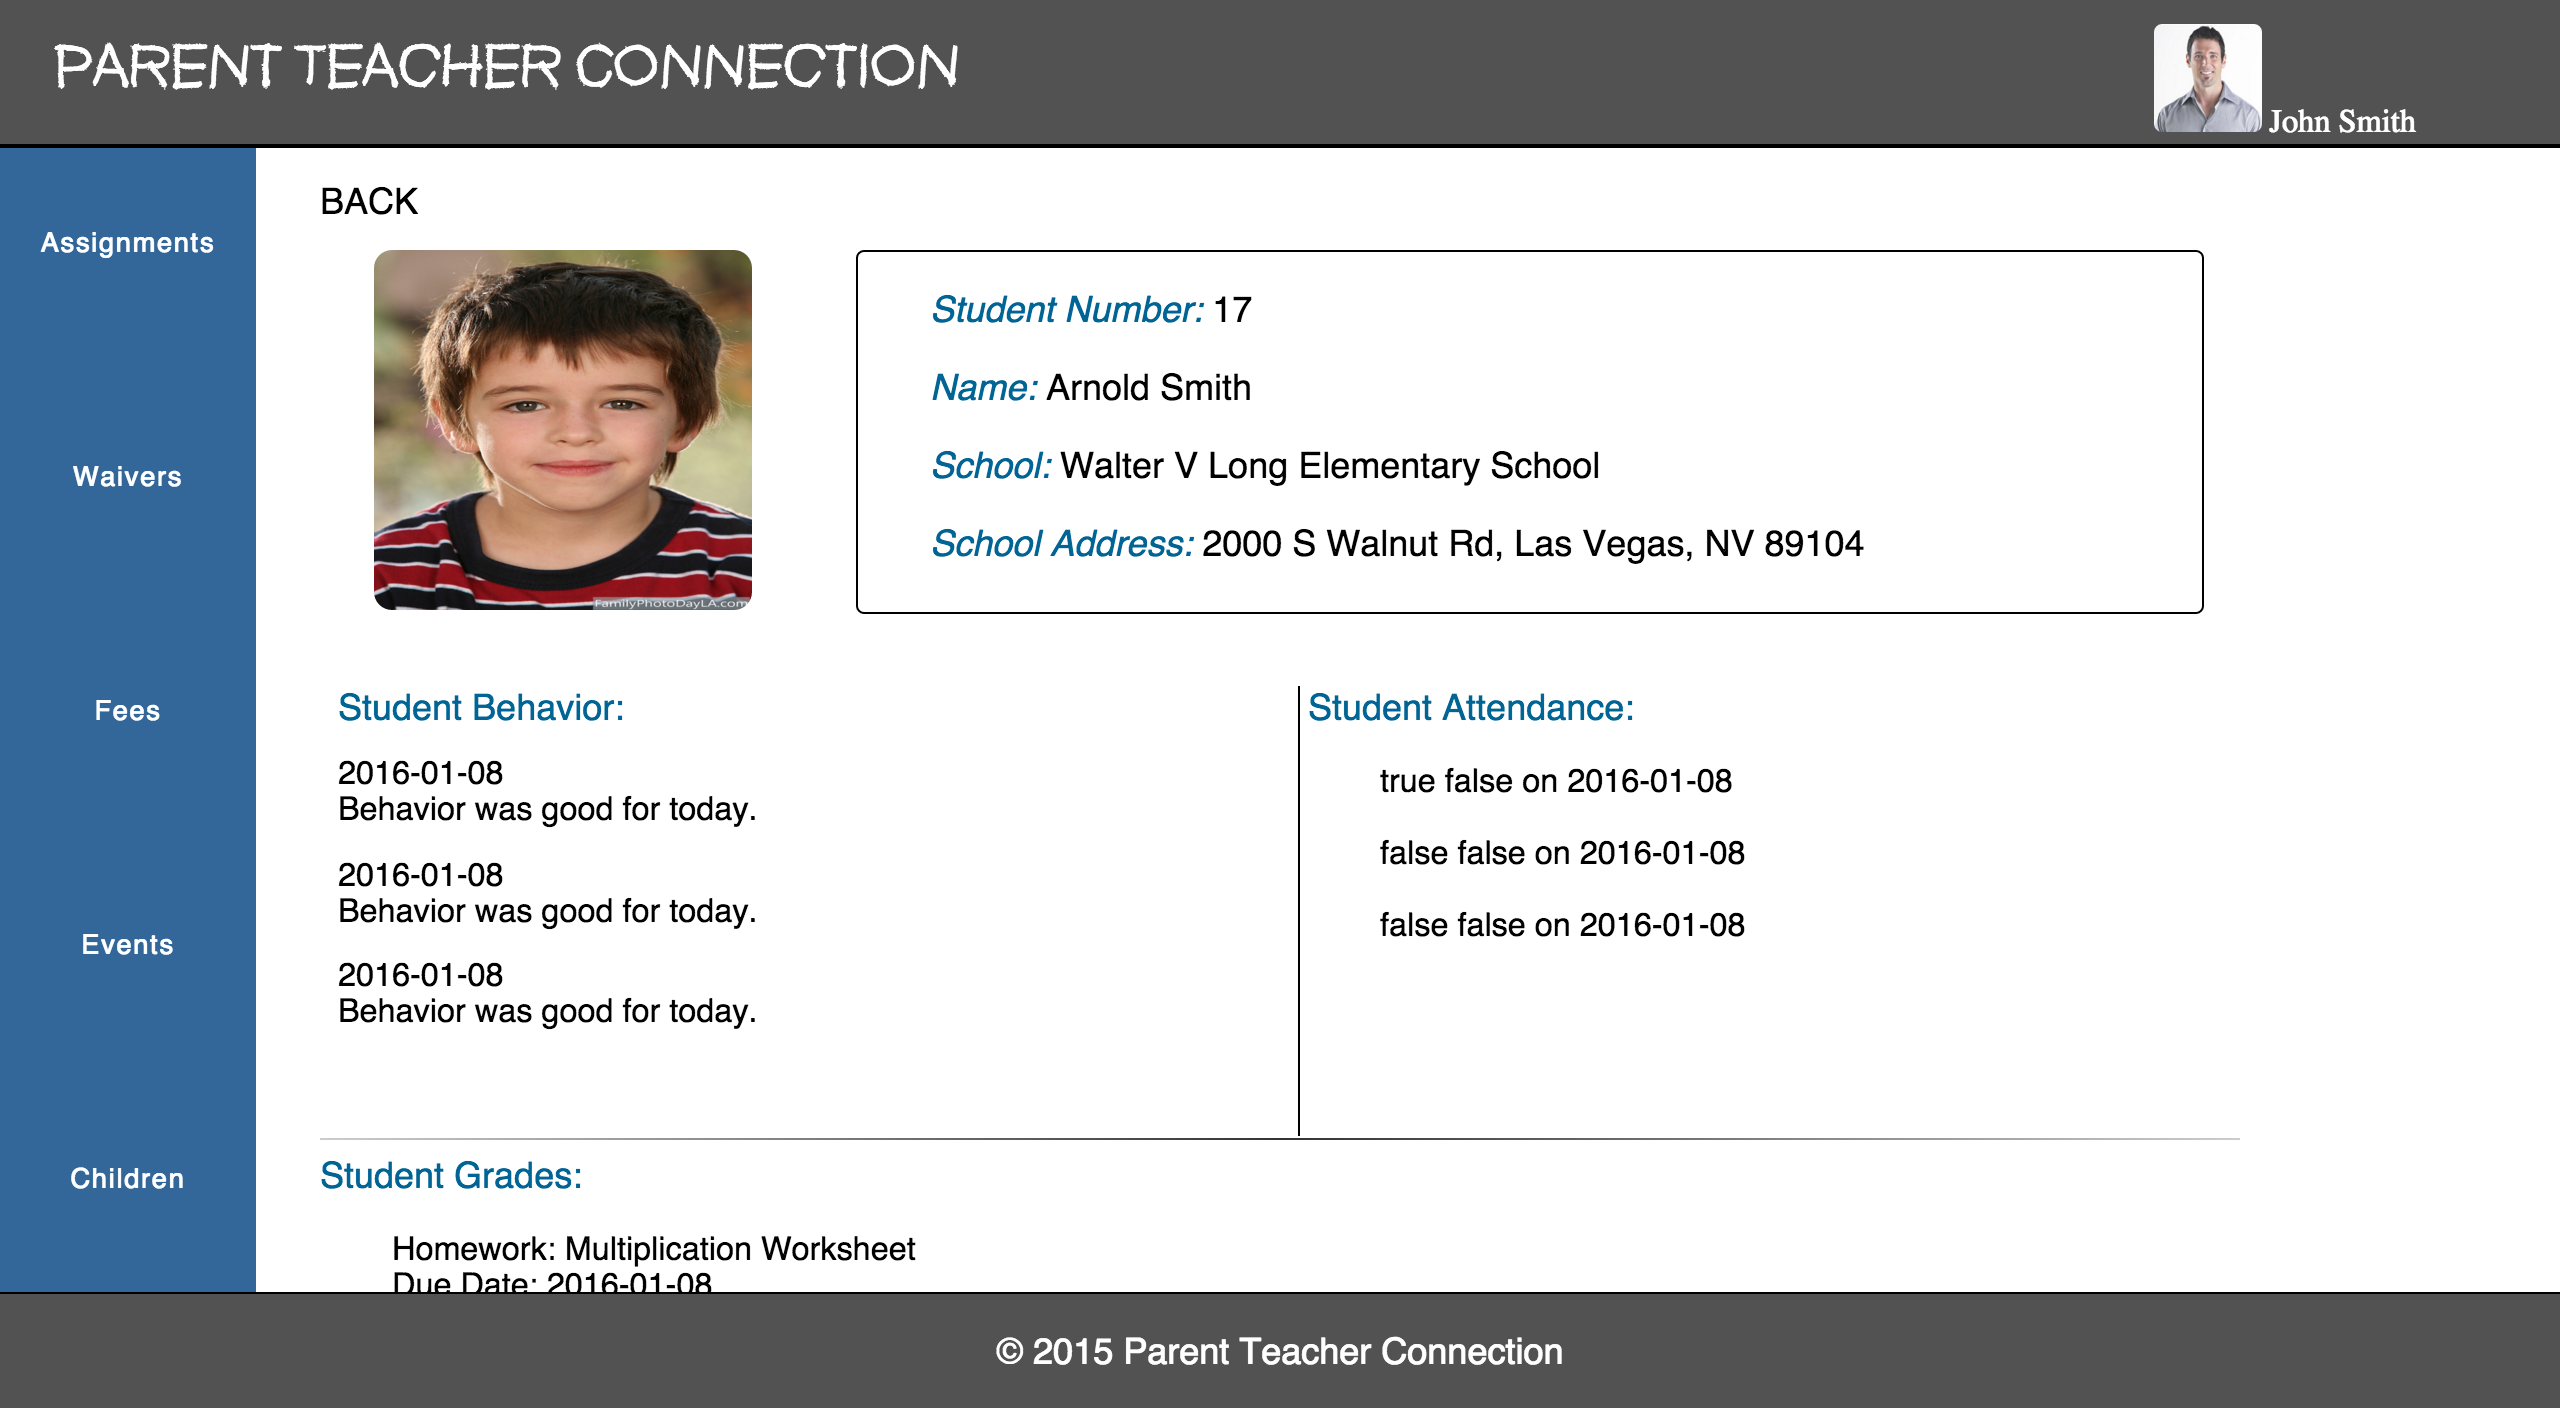 PARENT TEACHER CONNECTION
John Smith
Assignments
Waivers
Fees
Events
Children
BACK
FamilyPhotoDayLA.com
Student Number: 17
Name: Arnold Smith
School: Walter V Long Elementary School
School Address: 2000 S Walnut Rd, Las Vegas, NV 89104
Student Behavior:
2016-01-08
Behavior was good for today.
2016-01-08
Behavior was good for today.
2016-01-08
Behavior was good for today.
Student Attendance:
true false on 2016-01-08
false false on 2016-01-08
false false on 2016-01-08
Student Grades:
Homework: Multiplication Worksheet
Due Date: 2016-01-08
© 2015 Parent Teacher Connection